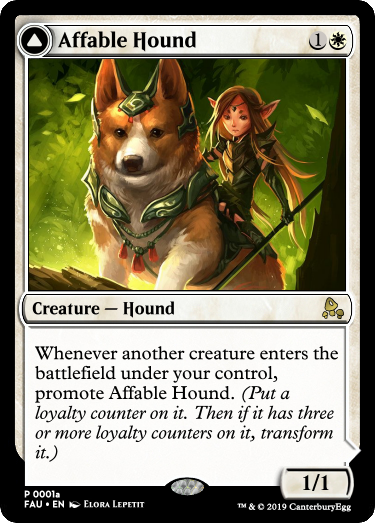 Affable Hound 1
Creature — Hound
Whenever another creature enters the
battlefield under your control,
promote Affable Hound. (Put a
loyalty counter on it. Then if it has three
or more loyalty counters on it, transform
it.)
1/1
P 0001a
FAU • EN Elora Lepetit
™ & © 2019 CanterburyEgg